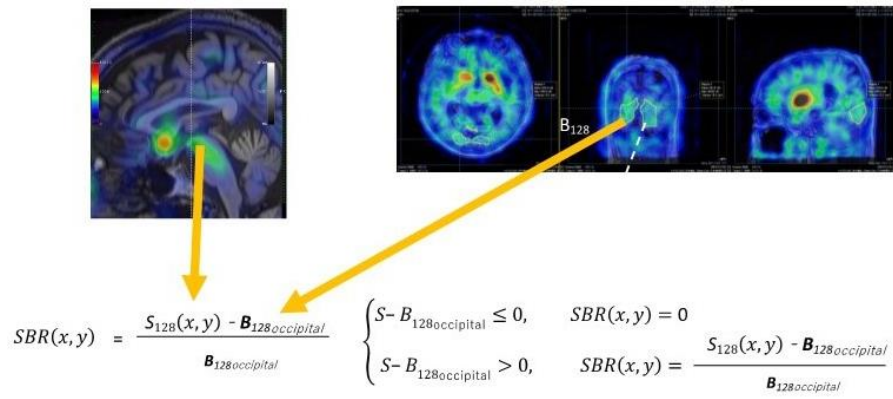 B₁₂₈
SBR(x, y) = S₁₂₈(x, y) - B₁₂₈occipital / B₁₂₈occipital
S– B₁₂₈occipital ≤ 0, SBR(x, y) = 0
S– B₁₂₈occipital > 0, SBR(x, y) = S₁₂₈(x, y) - B₁₂₈occipital / B₁₂₈occipital